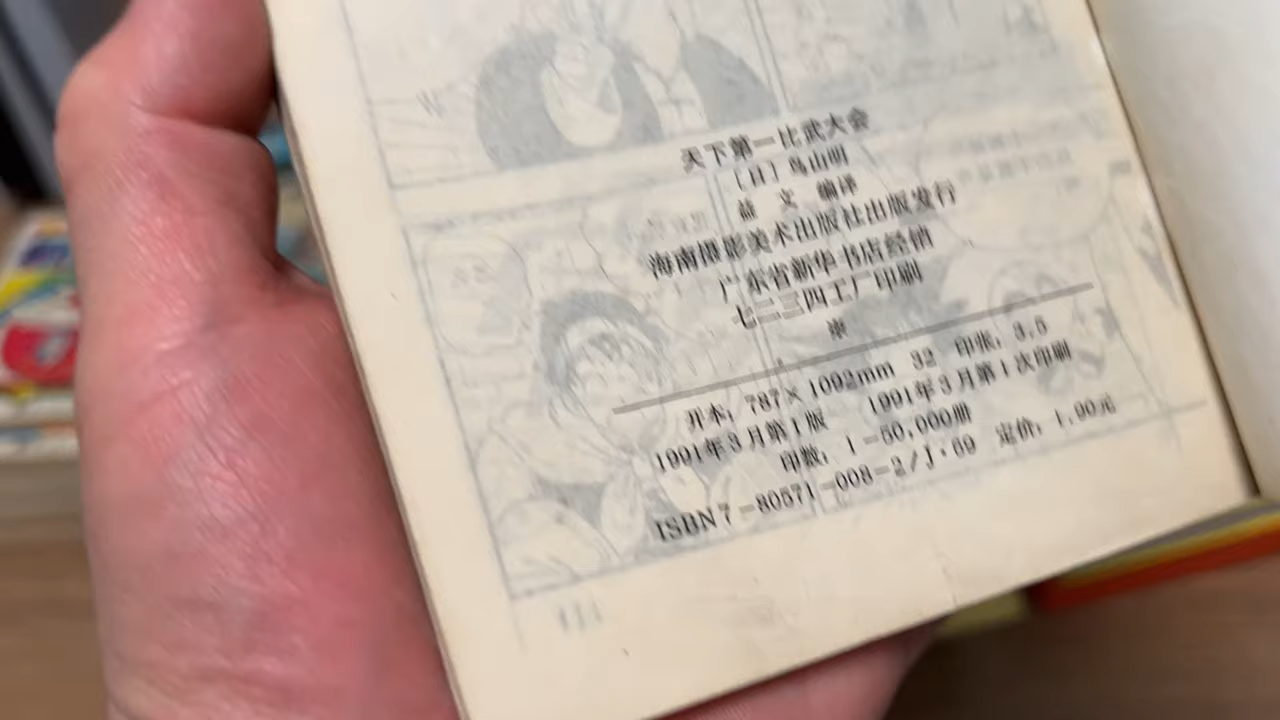 天下第一比武大会
〔日〕鸟山明
益 文 编译
海南摄影美术出版社出版发行
广东省新华书店经销
七二三四工厂印刷
※
开本：787×1092mm 32 印张：3.5
1991年3月第1版 1991年3月第1次印刷
印数：1－50,000册
ISBN7－80571－008－2／J·69 定价：1.90元